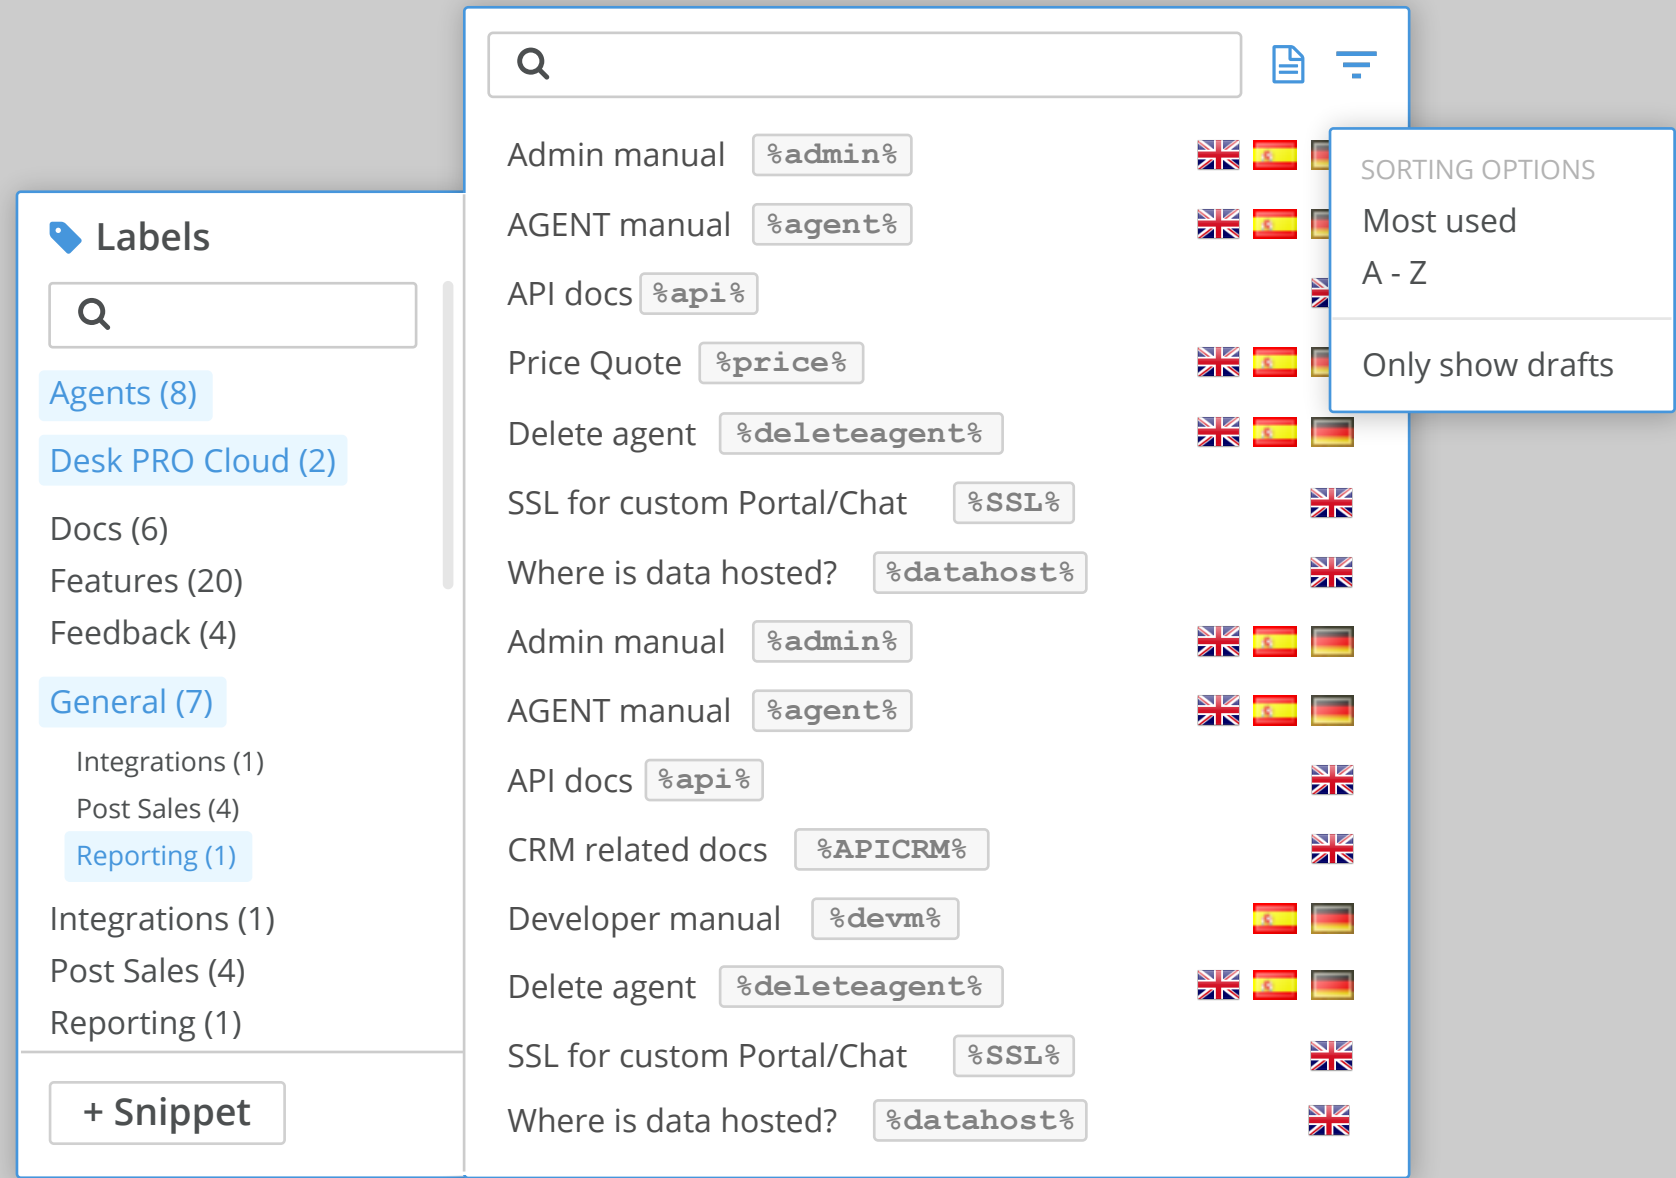 Labels
Agents (8)
Desk PRO Cloud (2)
Docs (6)
Features (20)
Feedback (4)
General (7)
Integrations (1)
Post Sales (4)
Reporting (1)
Integrations (1)
Post Sales (4)
Reporting (1)
+ Snippet
Admin manual %admin%
AGENT manual %agent%
API docs %api%
Price Quote %price%
Delete agent %deleteagent%
SSL for custom Portal/Chat %SSL%
Where is data hosted? %datahost%
Admin manual %admin%
AGENT manual %agent%
API docs %api%
CRM related docs %APICRM%
Developer manual %devm%
Delete agent %deleteagent%
SSL for custom Portal/Chat %SSL%
Where is data hosted? %datahost%
SORTING OPTIONS
Most used
A - Z
Only show drafts